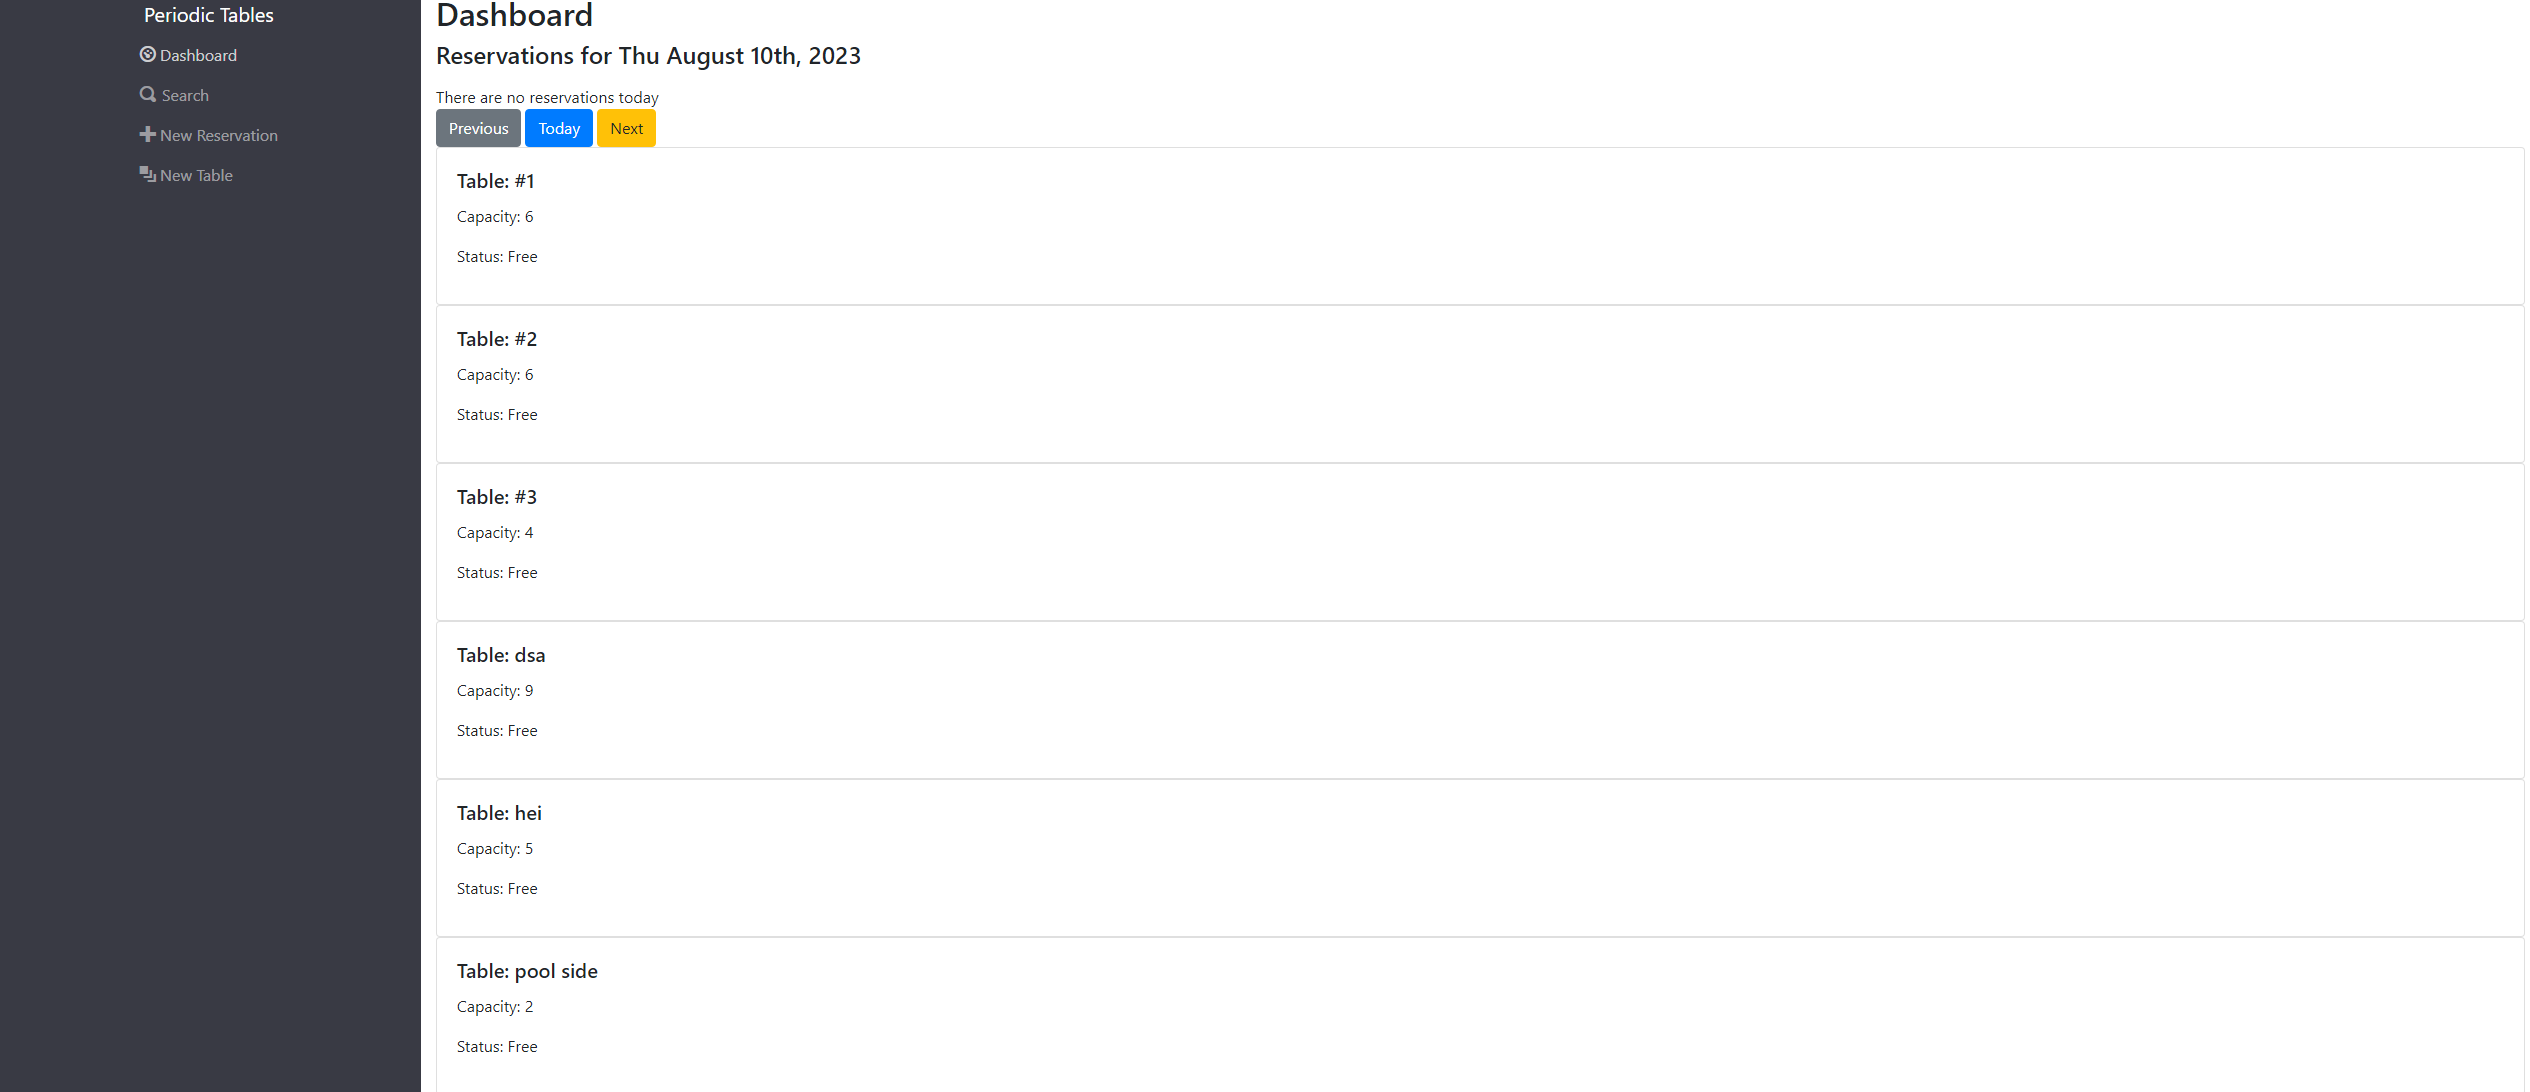 Periodic Tables
Dashboard
Search
New Reservation
New Table
Dashboard
Reservations for Thu August 10th, 2023
There are no reservations today
Previous Today Next
Table: #1
Capacity: 6
Status: Free
Table: #2
Capacity: 6
Status: Free
Table: #3
Capacity: 4
Status: Free
Table: dsa
Capacity: 9
Status: Free
Table: hei
Capacity: 5
Status: Free
Table: pool side
Capacity: 2
Status: Free